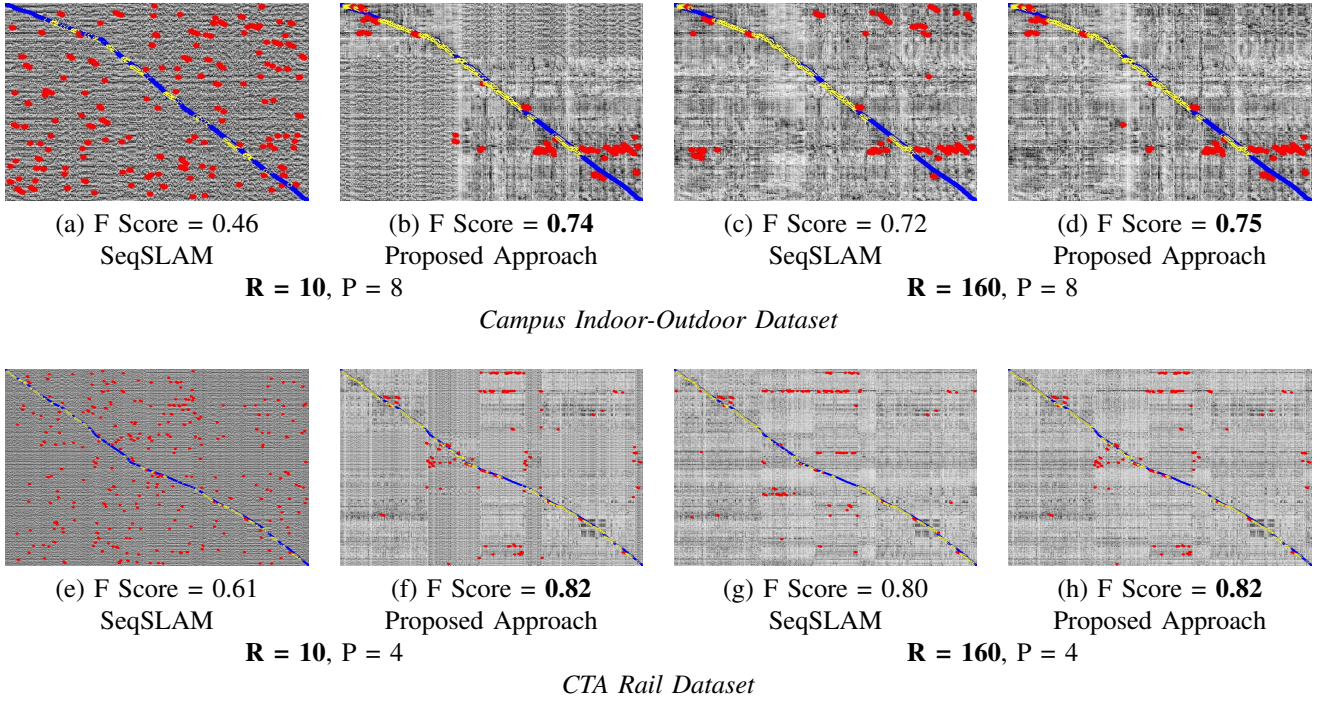 (a) F Score = 0.46
SeqSLAM
(b) F Score = 0.74
Proposed Approach
(c) F Score = 0.72
SeqSLAM
(d) F Score = 0.75
Proposed Approach
R = 10, P = 8
R = 160, P = 8
Campus Indoor-Outdoor Dataset
(e) F Score = 0.61
SeqSLAM
(f) F Score = 0.82
Proposed Approach
(g) F Score = 0.80
SeqSLAM
(h) F Score = 0.82
Proposed Approach
R = 10, P = 4
R = 160, P = 4
CTA Rail Dataset